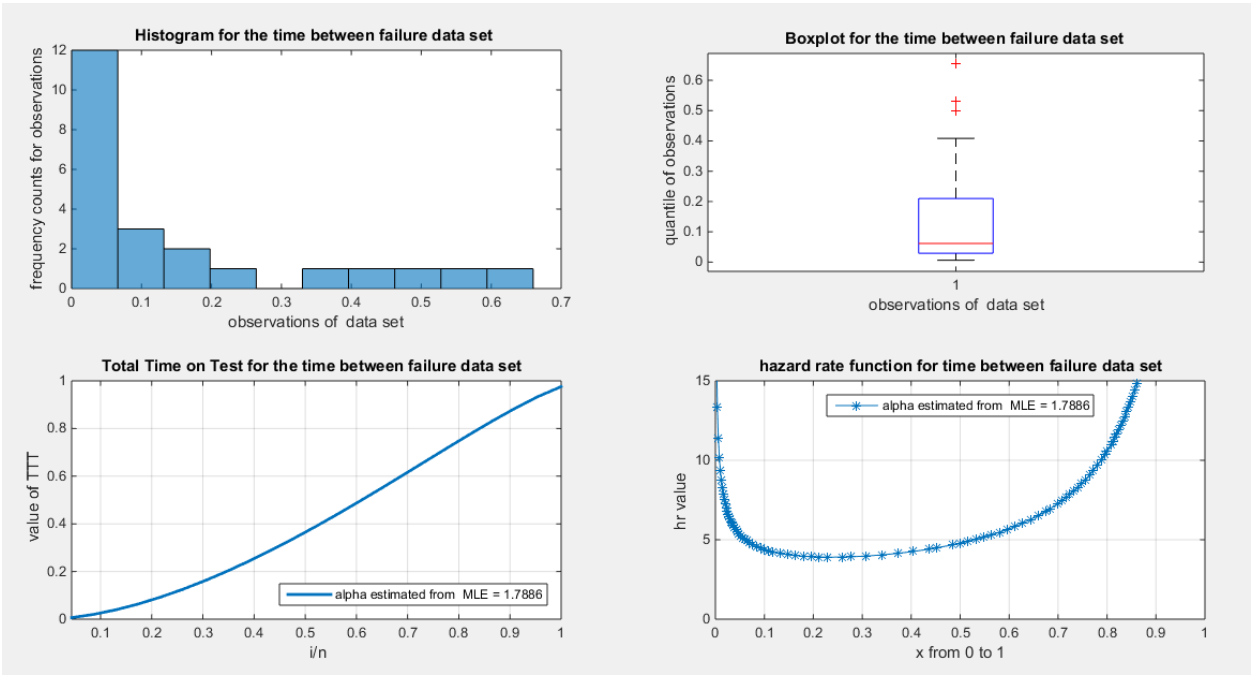 Histogram for the time between failure data set
frequency counts for observations
12
10
8
6
4
2
0
0 0.1 0.2 0.3 0.4 0.5 0.6 0.7
observations of data set
Boxplot for the time between failure data set
quantile of observations
0.6
0.5
0.4
0.3
0.2
0.1
0
1
observations of data set
Total Time on Test for the time between failure data set
value of TTT
1
0.8
0.6
0.4
0.2
0
alpha estimated from MLE = 1.7886
0.1 0.2 0.3 0.4 0.5 0.6 0.7 0.8 0.9 1
i/n
hazard rate function for time between failure data set
hr value
15
10
5
0
alpha estimated from MLE = 1.7886
0 0.1 0.2 0.3 0.4 0.5 0.6 0.7 0.8 0.9 1
x from 0 to 1